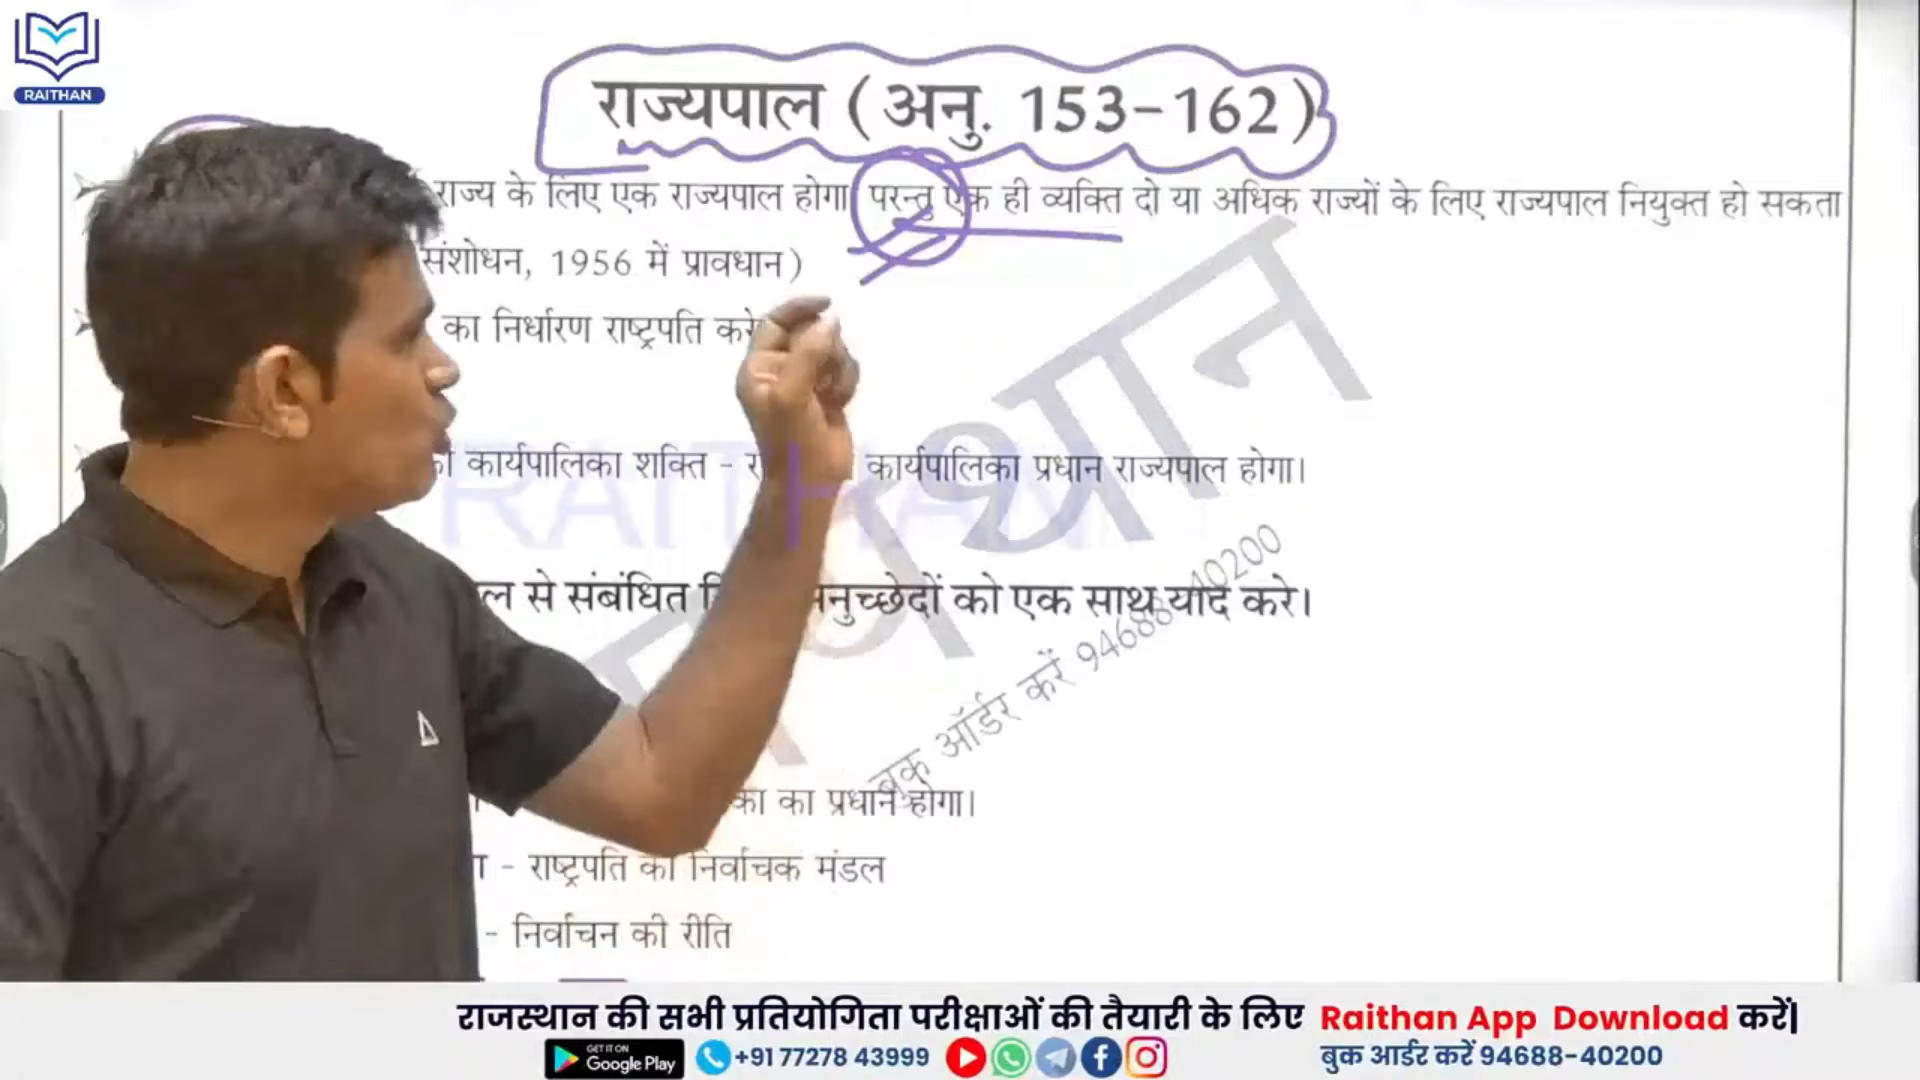 RAITHAN
राज्यपाल (अनु. 153-162)
राज्य के लिए एक राज्यपाल होगा परन्तु एक ही व्यक्ति दो या अधिक राज्यों के लिए राज्यपाल नियुक्त हो सकता
संशोधन, 1956 में प्रावधान)
का निर्धारण राष्ट्रपति
कार्यपालिका शक्ति - कार्यपालिका प्रधान राज्यपाल होगा।
RAITHAN
से संबंधित अनुच्छेदों को एक साथ याद करे।
बुक ऑर्डर करें 94688-40200
का प्रधान होगा।
- राष्ट्रपति का निर्वाचक मंडल
- निर्वाचन की रीति
राजस्थान की सभी प्रतियोगिता परीक्षाओं की तैयारी के लिए Raithan App Download करें|
GET IT ON Google Play +91 77278 43999 बुक आर्डर करें 94688-40200